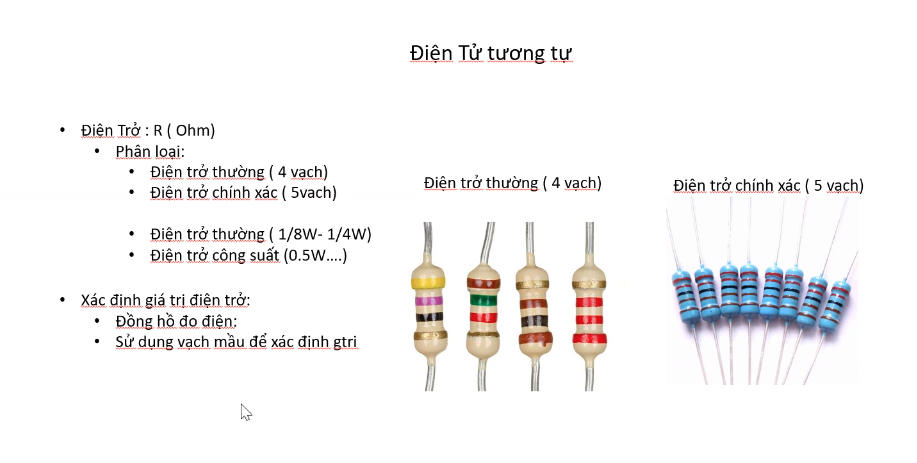 Điện Tử tương tự
• Điện Trở : R ( Ohm)
• Phân loại:
• Điện trở thường ( 4 vạch)
• Điện trở chính xác ( 5vach)
• Điện trở thường ( 1/8W- 1/4W)
• Điện trở công suất (0.5W....)
• Xác định giá trị điện trở:
• Đồng hồ đo điện:
• Sử dụng vạch mầu để xác định gtri
Điện trở thường ( 4 vạch)
Điện trở chính xác ( 5 vạch)